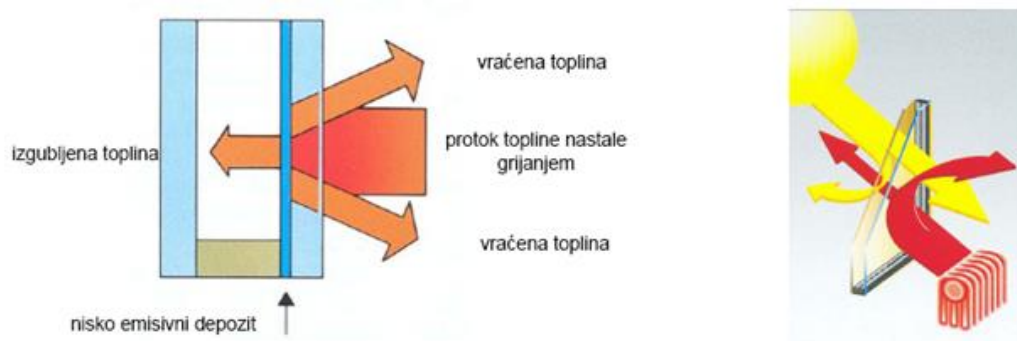 vraćena toplina
izgubljena toplina
protok topline nastale
grijanjem
vraćena toplina
nisko emisivni depozit